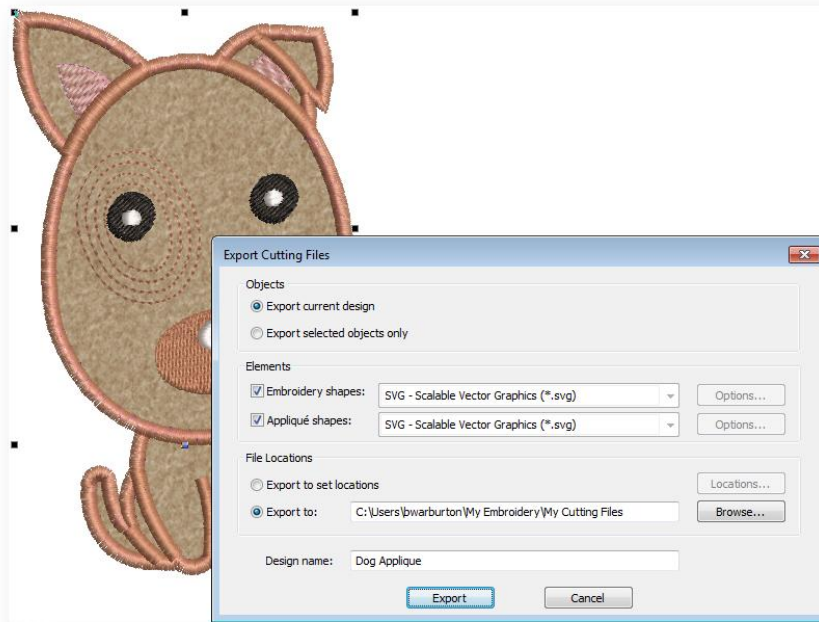 Export Cutting Files
Objects
Export current design
Export selected objects only
Elements
Embroidery shapes: SVG - Scalable Vector Graphics (*.svg) Options...
Appliqué shapes: SVG - Scalable Vector Graphics (*.svg) Options...
File Locations
Export to set locations Locations...
Export to: C:\Users\bwarburton\My Embroidery\My Cutting Files Browse...
Design name: Dog Applique
Export Cancel